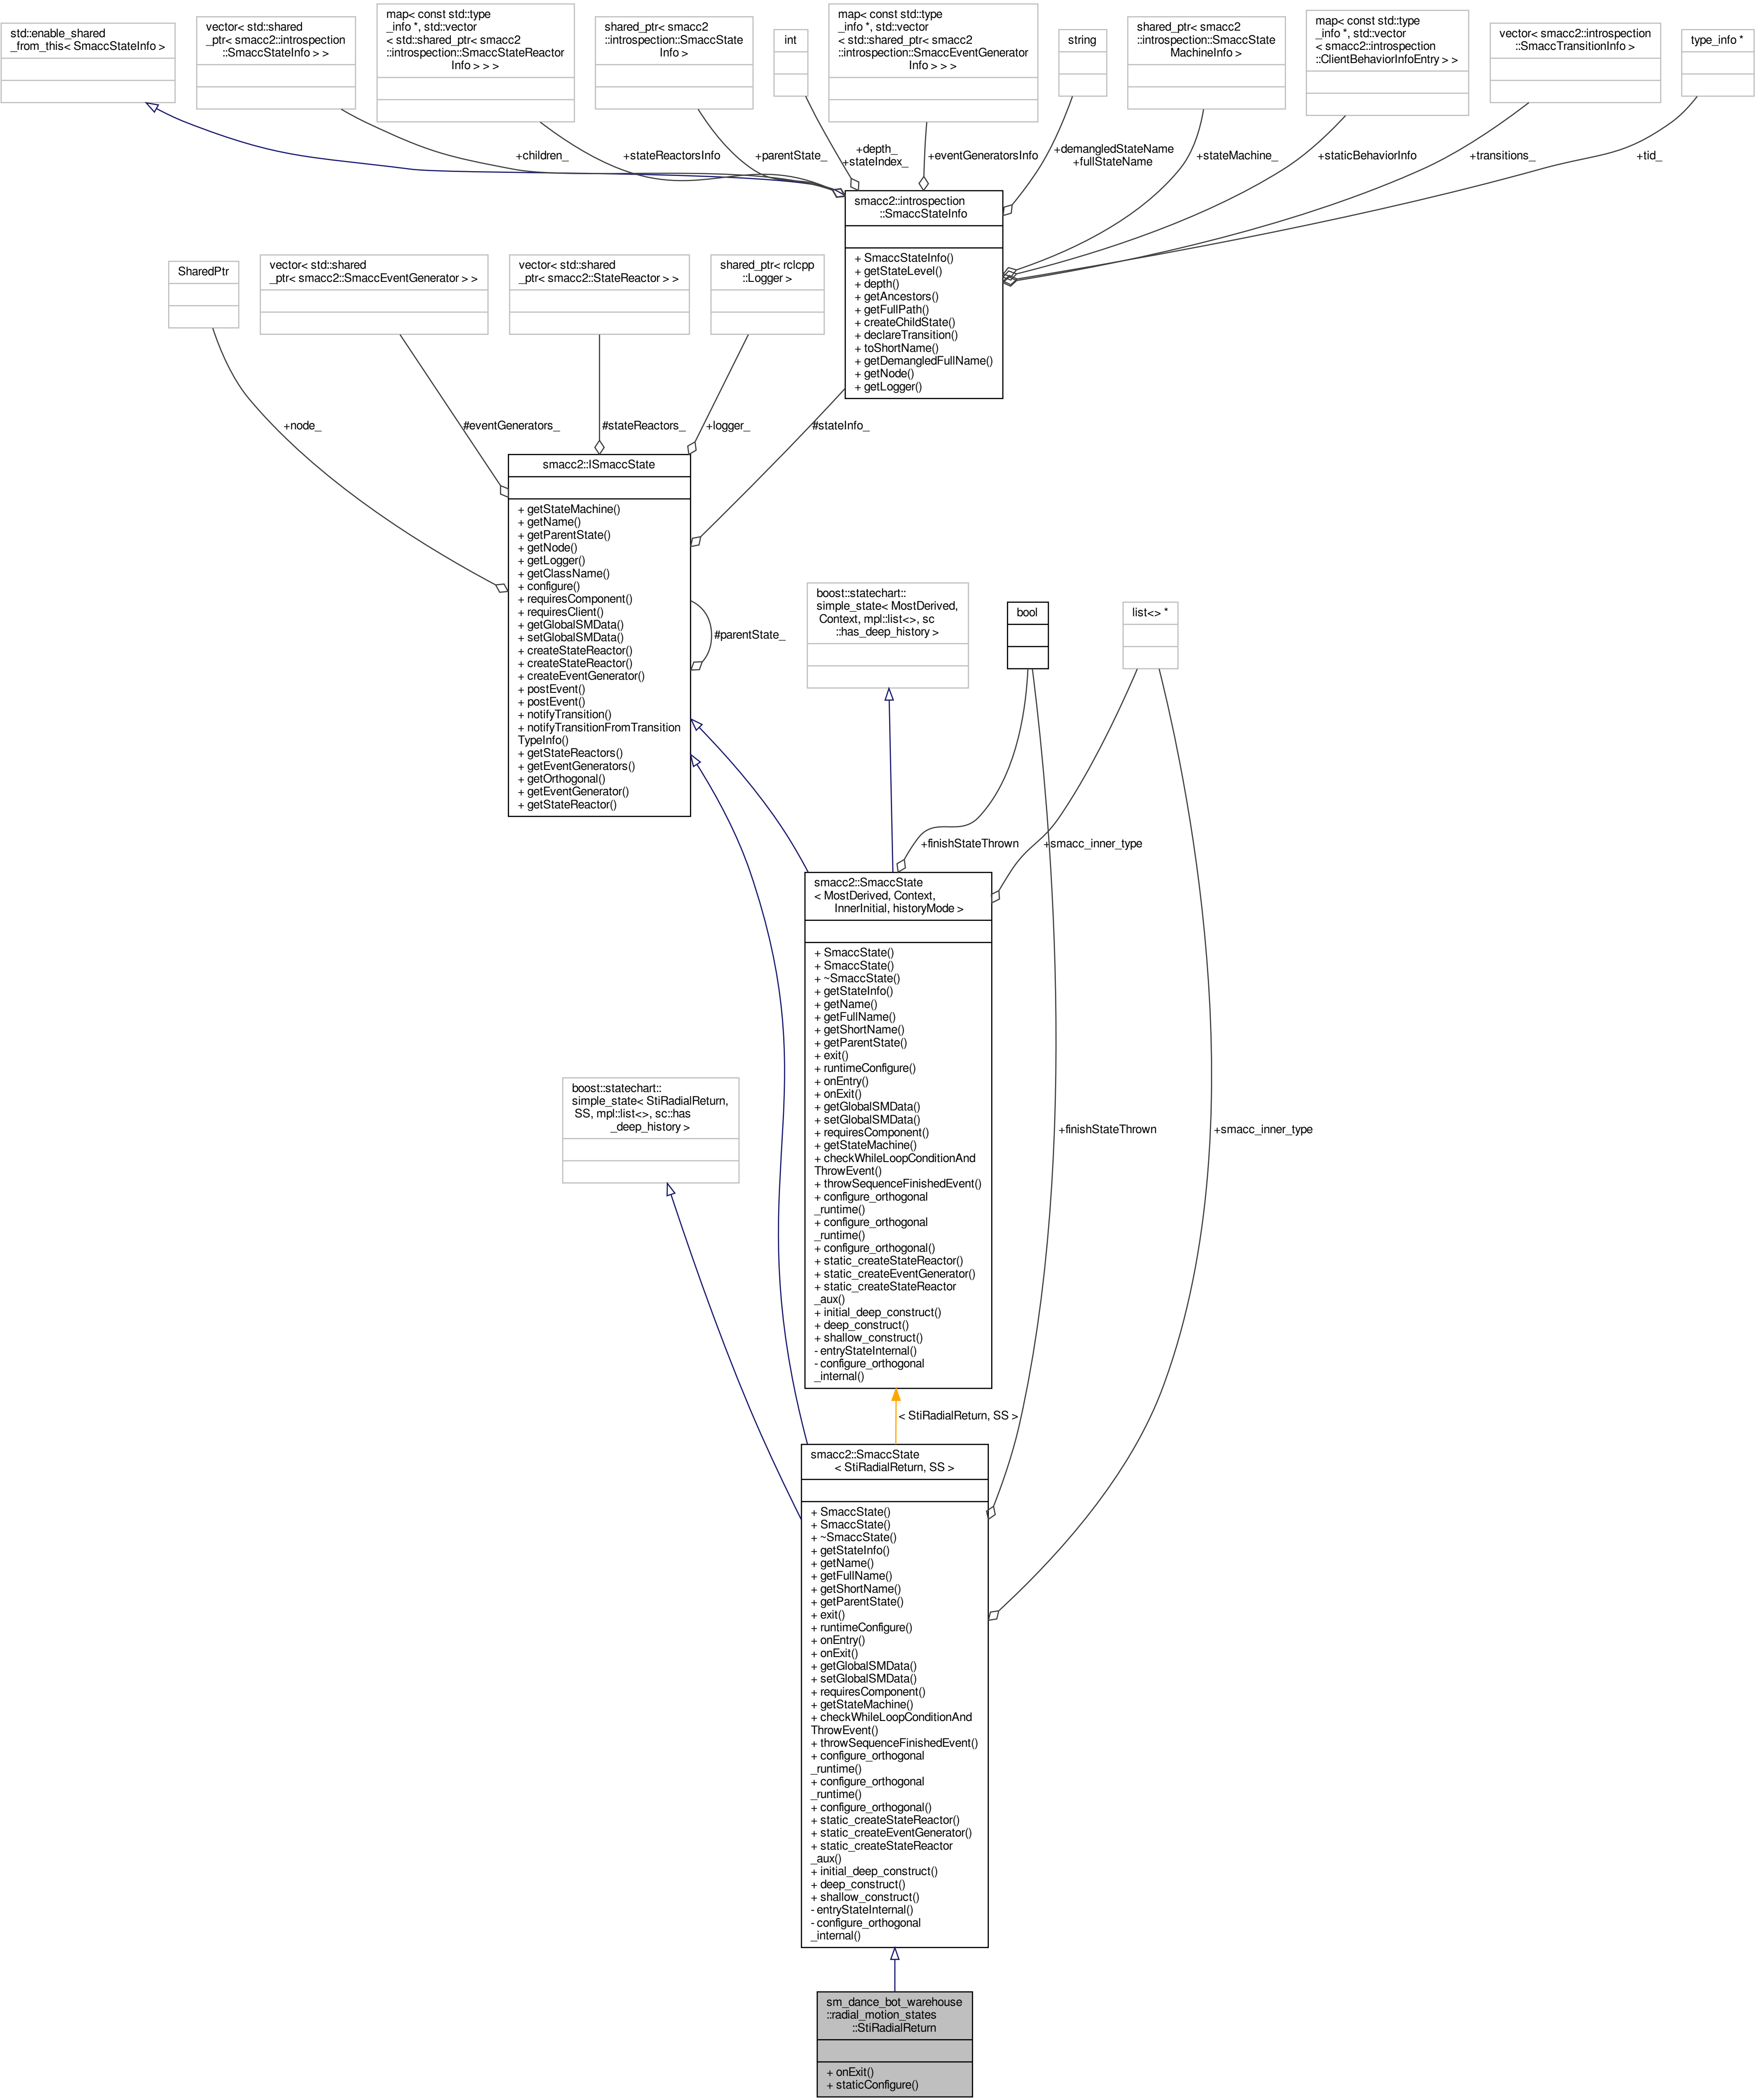 std::enable_shared
_from_this< SmaccStateInfo >
vector< std::shared
_ptr< smacc2::introspection
::SmaccStateInfo > >
map< const std::type
_info *, std::vector
< std::shared_ptr< smacc2
::introspection::SmaccStateReactor
Info > > >
shared_ptr< smacc2
::introspection::SmaccState
Info >
int
map< const std::type
_info *, std::vector
< std::shared_ptr< smacc2
::introspection::SmaccEventGenerator
Info > > >
string
shared_ptr< smacc2
::introspection::SmaccState
MachineInfo >
map< const std::type
_info *, std::vector
< smacc2::introspection
::ClientBehaviorInfoEntry > >
vector< smacc2::introspection
::SmaccTransitionInfo >
type_info *
+children_
+stateReactorsInfo
+parentState_
+depth_
+stateIndex_
+eventGeneratorsInfo
+demangledStateName
+fullStateName
+stateMachine_
+staticBehaviorInfo
+transitions_
+tid_
smacc2::introspection
::SmaccStateInfo
+ SmaccStateInfo()
+ getStateLevel()
+ depth()
+ getAncestors()
+ getFullPath()
+ createChildState()
+ declareTransition()
+ toShortName()
+ getDemangledFullName()
+ getNode()
+ getLogger()
SharedPtr
vector< std::shared
_ptr< smacc2::SmaccEventGenerator > >
vector< std::shared
_ptr< smacc2::StateReactor > >
shared_ptr< rclcpp
::Logger >
+node_
#eventGenerators_
#stateReactors_
+logger_
#stateInfo_
smacc2::ISmaccState
+ getStateMachine()
+ getName()
+ getParentState()
+ getNode()
+ getLogger()
+ getClassName()
+ configure()
+ requiresComponent()
+ requiresClient()
+ getGlobalSMData()
+ setGlobalSMData()
+ createStateReactor()
+ createStateReactor()
+ createEventGenerator()
+ postEvent()
+ postEvent()
+ notifyTransition()
+ notifyTransitionFromTransition
TypeInfo()
+ getStateReactors()
+ getEventGenerators()
+ getOrthogonal()
+ getEventGenerator()
+ getStateReactor()
#parentState_
boost::statechart::
simple_state< MostDerived,
Context, mpl::list<>, sc
::has_deep_history >
bool
list<> *
+finishStateThrown
+smacc_inner_type
smacc2::SmaccState
< MostDerived, Context,
InnerInitial, historyMode >
+ SmaccState()
+ SmaccState()
+ ~SmaccState()
+ getStateInfo()
+ getName()
+ getFullName()
+ getShortName()
+ getParentState()
+ exit()
+ runtimeConfigure()
+ onEntry()
+ onExit()
+ getGlobalSMData()
+ setGlobalSMData()
+ requiresComponent()
+ getStateMachine()
+ checkWhileLoopConditionAnd
ThrowEvent()
+ throwSequenceFinishedEvent()
+ configure_orthogonal
_runtime()
+ configure_orthogonal
_runtime()
+ configure_orthogonal()
+ static_createStateReactor()
+ static_createEventGenerator()
+ static_createStateReactor
_aux()
+ initial_deep_construct()
+ deep_construct()
+ shallow_construct()
- entryStateInternal()
- configure_orthogonal
_internal()
boost::statechart::
simple_state< StiRadialReturn,
SS, mpl::list<>, sc::has
_deep_history >
+finishStateThrown
+smacc_inner_type
< StiRadialReturn, SS >
smacc2::SmaccState
< StiRadialReturn, SS >
+ SmaccState()
+ SmaccState()
+ ~SmaccState()
+ getStateInfo()
+ getName()
+ getFullName()
+ getShortName()
+ getParentState()
+ exit()
+ runtimeConfigure()
+ onEntry()
+ onExit()
+ getGlobalSMData()
+ setGlobalSMData()
+ requiresComponent()
+ getStateMachine()
+ checkWhileLoopConditionAnd
ThrowEvent()
+ throwSequenceFinishedEvent()
+ configure_orthogonal
_runtime()
+ configure_orthogonal
_runtime()
+ configure_orthogonal()
+ static_createStateReactor()
+ static_createEventGenerator()
+ static_createStateReactor
_aux()
+ initial_deep_construct()
+ deep_construct()
+ shallow_construct()
- entryStateInternal()
- configure_orthogonal
_internal()
sm_dance_bot_warehouse
::radial_motion_states
::StiRadialReturn
+ onExit()
+ staticConfigure()